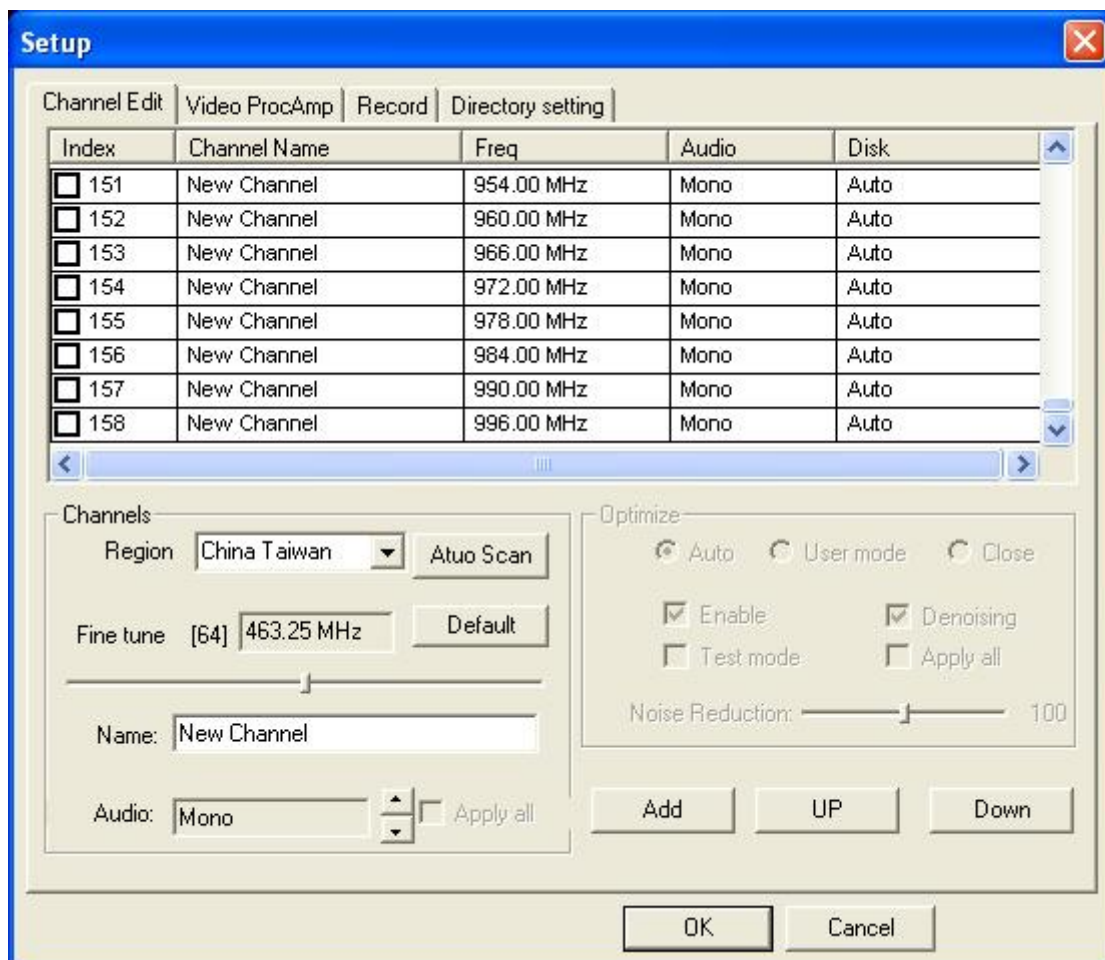 Setup
Channel Edit Video ProcAmp Record Directory setting
Index Channel Name Freq Audio Disk
151 New Channel 954.00 MHz Mono Auto
152 New Channel 960.00 MHz Mono Auto
153 New Channel 966.00 MHz Mono Auto
154 New Channel 972.00 MHz Mono Auto
155 New Channel 978.00 MHz Mono Auto
156 New Channel 984.00 MHz Mono Auto
157 New Channel 990.00 MHz Mono Auto
158 New Channel 996.00 MHz Mono Auto
Channels
Region China Taiwan Atuo Scan
Fine tune [64] 463.25 MHz Default
Name: New Channel
Audio: Mono Apply all
Optimize
Auto User mode Close
Enable Denoising
Test mode Apply all
Noise Reduction: 100
Add UP Down
OK Cancel